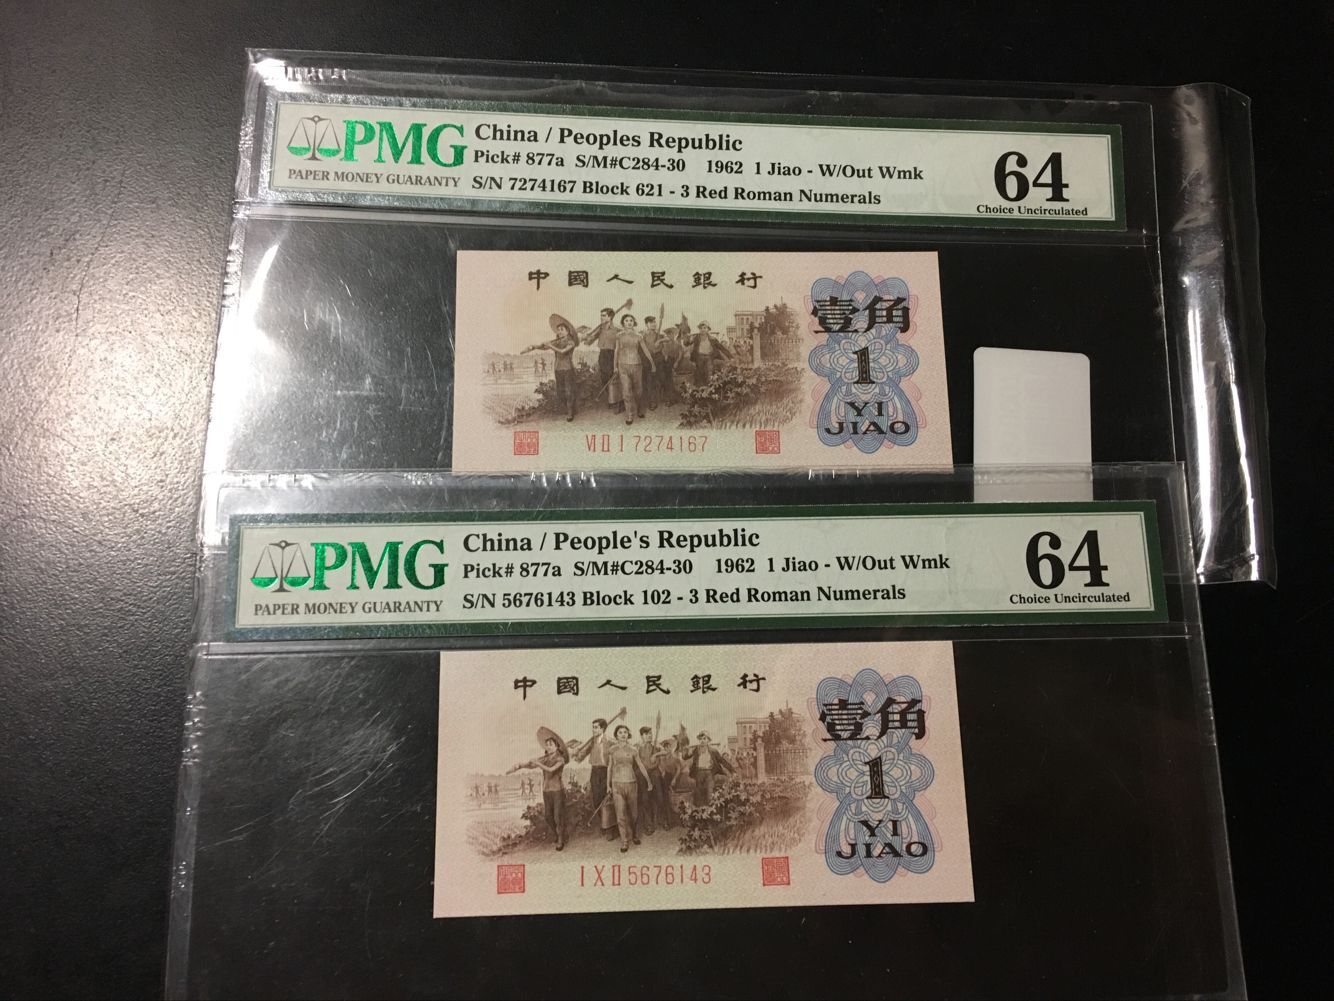 PMG
PAPER MONEY GUARANTY
China / Peoples Republic
Pick# 877a S/M#C284-30 1962 1 Jiao - W/Out Wmk
S/N 7274167 Block 621 - 3 Red Roman Numerals
64
Choice Uncirculated
中國人民銀行
壹角
1
YI
JIAO
VI II I 7274167
PMG
PAPER MONEY GUARANTY
China / People's Republic
Pick# 877a S/M#C284-30 1962 1 Jiao - W/Out Wmk
S/N 5676143 Block 102 - 3 Red Roman Numerals
64
Choice Uncirculated
中國人民銀行
壹角
1
YI
JIAO
I X II 5676143